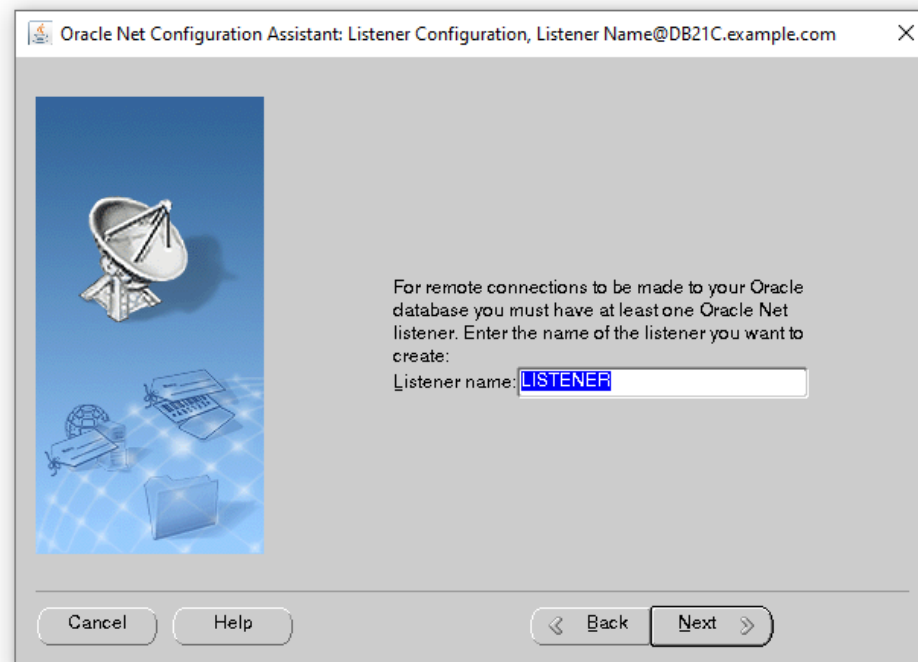 Oracle Net Configuration Assistant: Listener Configuration, Listener Name@DB21C.example.com
For remote connections to be made to your Oracle
database you must have at least one Oracle Net
listener. Enter the name of the listener you want to
create:
Listener name: LISTENER
Cancel Help Back Next